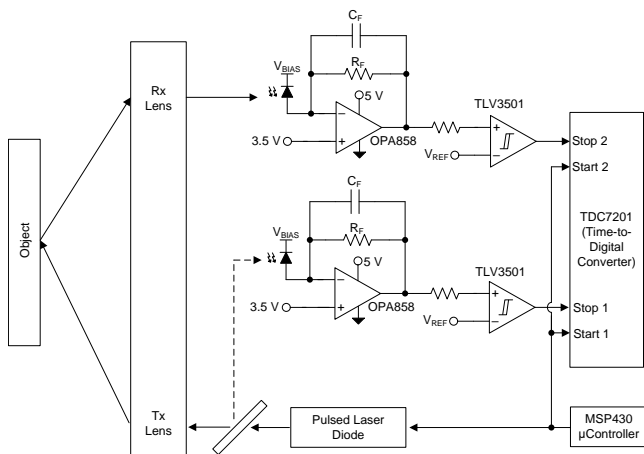 C_F
R_F
V_BIAS
5 V
3.5 V
OPA858
TLV3501
V_REF
Rx
Lens
Object
Stop 2
Start 2
TDC7201
(Time-to-
Digital
Converter)
C_F
R_F
V_BIAS
5 V
3.5 V
OPA858
TLV3501
V_REF
Stop 1
Start 1
Tx
Lens
Pulsed Laser
Diode
MSP430
µController